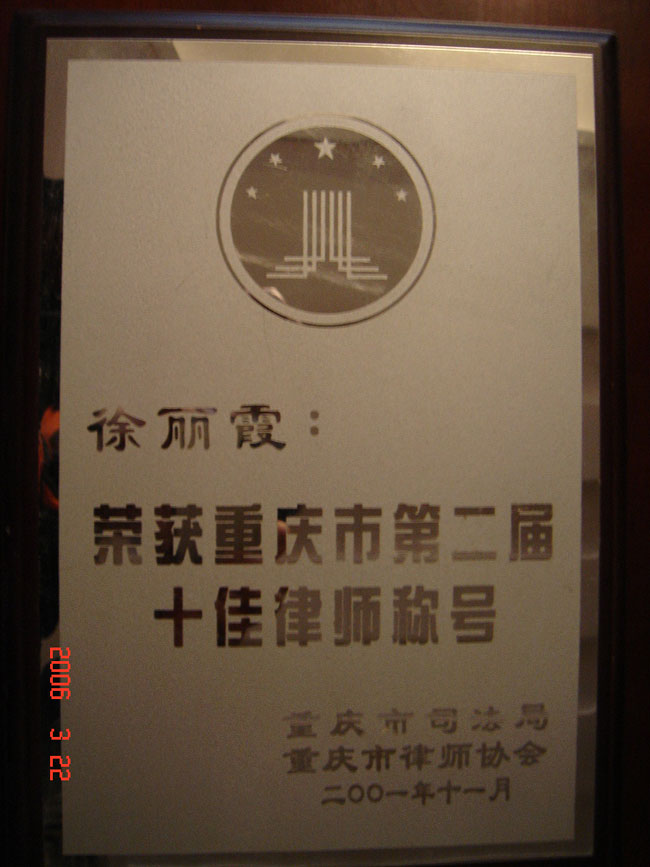 徐丽霞：
荣获重庆市第二届
十佳律师称号
重庆市司法局
重庆市律师协会
二〇〇一年十一月
2006 3 22